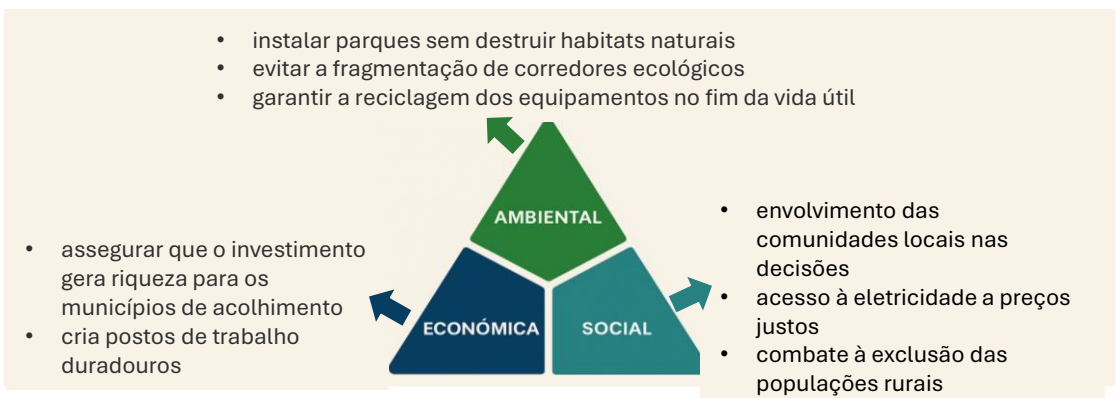 • instalar parques sem destruir habitats naturais
• evitar a fragmentação de corredores ecológicos
• garantir a reciclagem dos equipamentos no fim da vida útil
AMBIENTAL
• assegurar que o investimento
gera riqueza para os
municípios de acolhimento
• cria postos de trabalho
duradouros
ECONÓMICA
SOCIAL
• envolvimento das
comunidades locais nas
decisões
• acesso à eletricidade a preços
justos
• combate à exclusão das
populações rurais